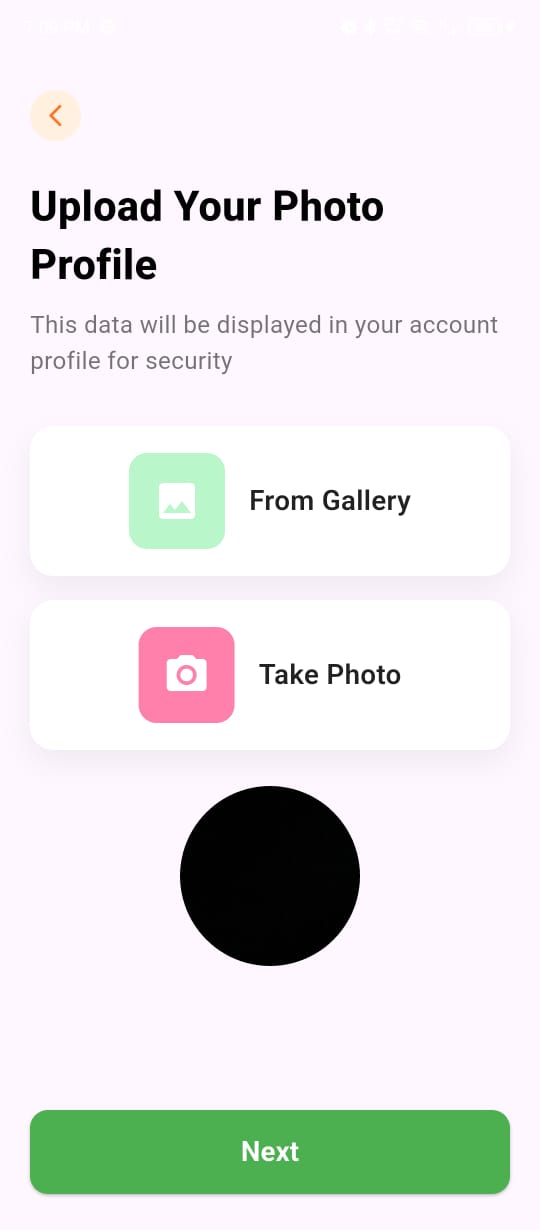 7:09 PM
Upload Your Photo
Profile
This data will be displayed in your account
profile for security
From Gallery
Take Photo
Next